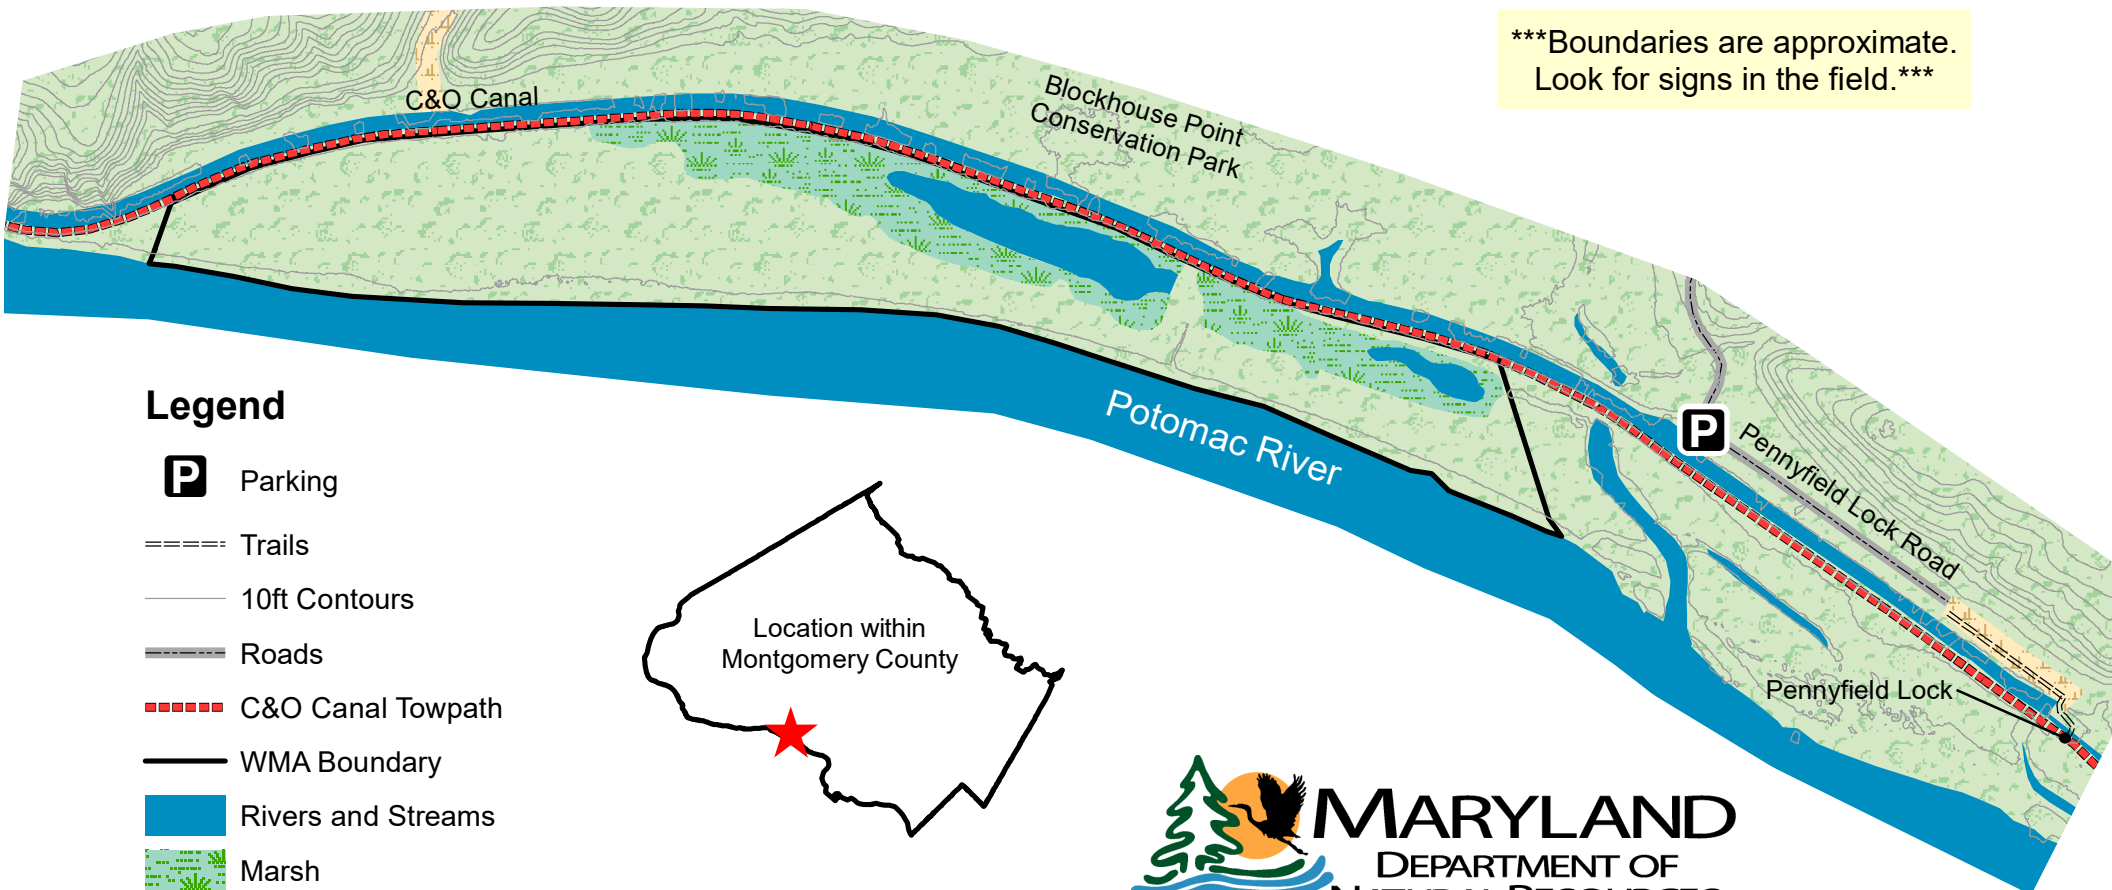 ***Boundaries are approximate.
Look for signs in the field.***
C&O Canal
Blockhouse Point
Conservation Park
Potomac River
P
Pennyfield Lock Road
Pennyfield Lock
Legend
P
Parking
Trails
10ft Contours
Roads
C&O Canal Towpath
WMA Boundary
Rivers and Streams
Marsh
Location within
Montgomery County
MARYLAND
DEPARTMENT OF
NATURAL RESOURCES